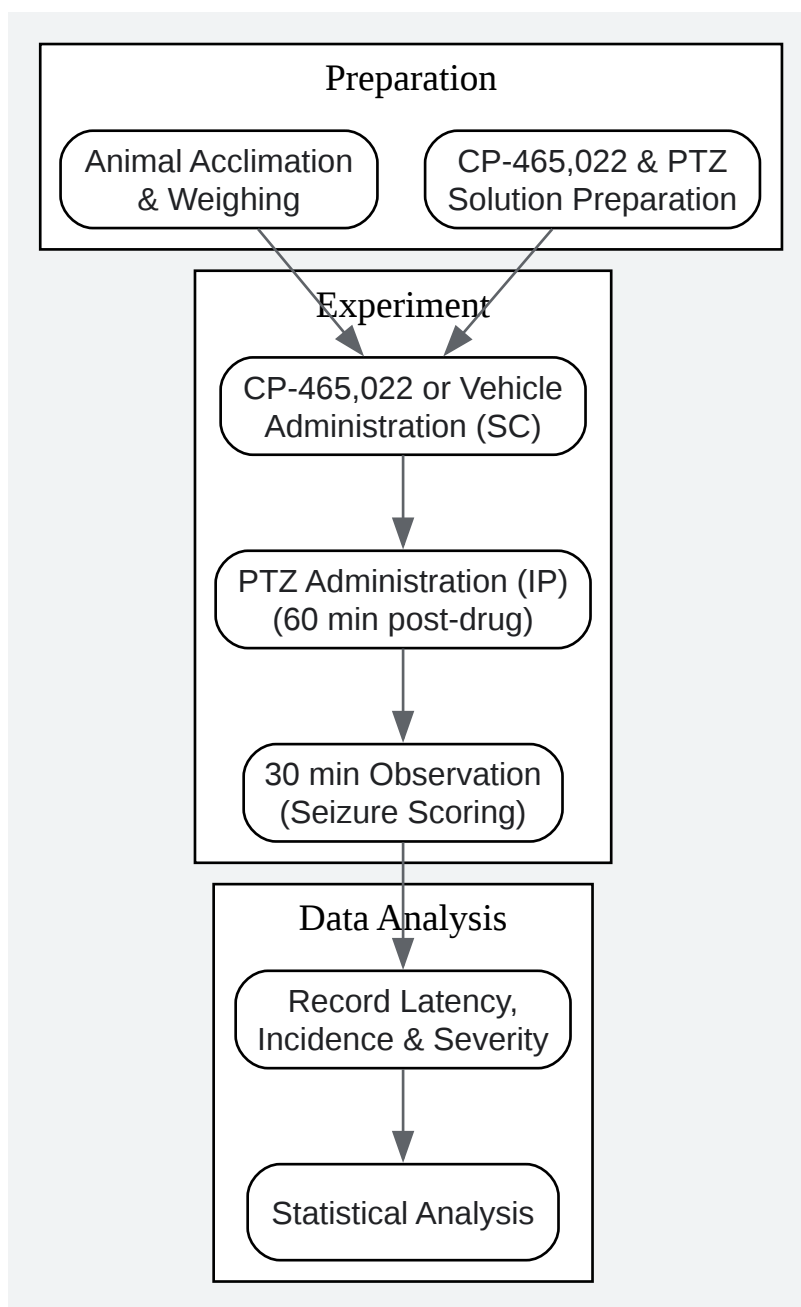 Preparation
Animal Acclimation
& Weighing
CP-465,022 & PTZ
Solution Preparation
Experiment
CP-465,022 or Vehicle
Administration (SC)
PTZ Administration (IP)
(60 min post-drug)
30 min Observation
(Seizure Scoring)
Data Analysis
Record Latency,
Incidence & Severity
Statistical Analysis